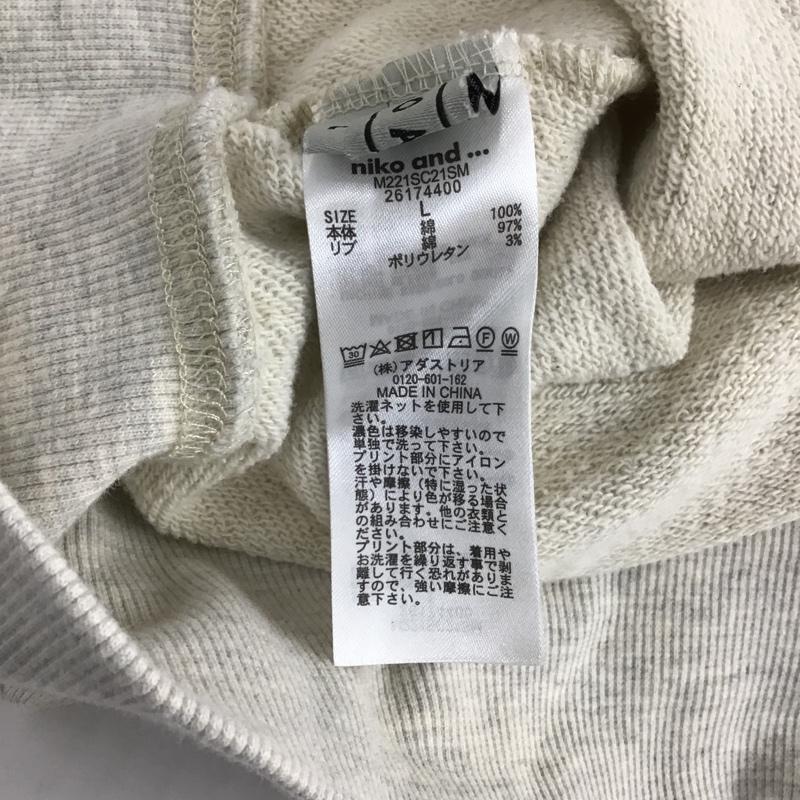 niko and ...
M221SC21SM
26174400
SIZE L
本体 綿 100%
リブ 綿 97%
ポリウレタン 3%
30 F W
(株)アダストリア
0120-601-162
MADE IN CHINA
洗濯ネットを使用して下
さい。
濃色は移染しやすいので
単独で洗って下さい。
プリント部分にアイロン
を掛けないで下さい。
汗や摩擦(特に湿った状
態)により色が移る場合
があります。他の衣類と
の組み合わせにご注意く
ださい。
プリント部分は、着用や
お洗濯を繰り返すが事で剥
離して行く恐れがあります
ので、強い摩擦にご注
意下さい。